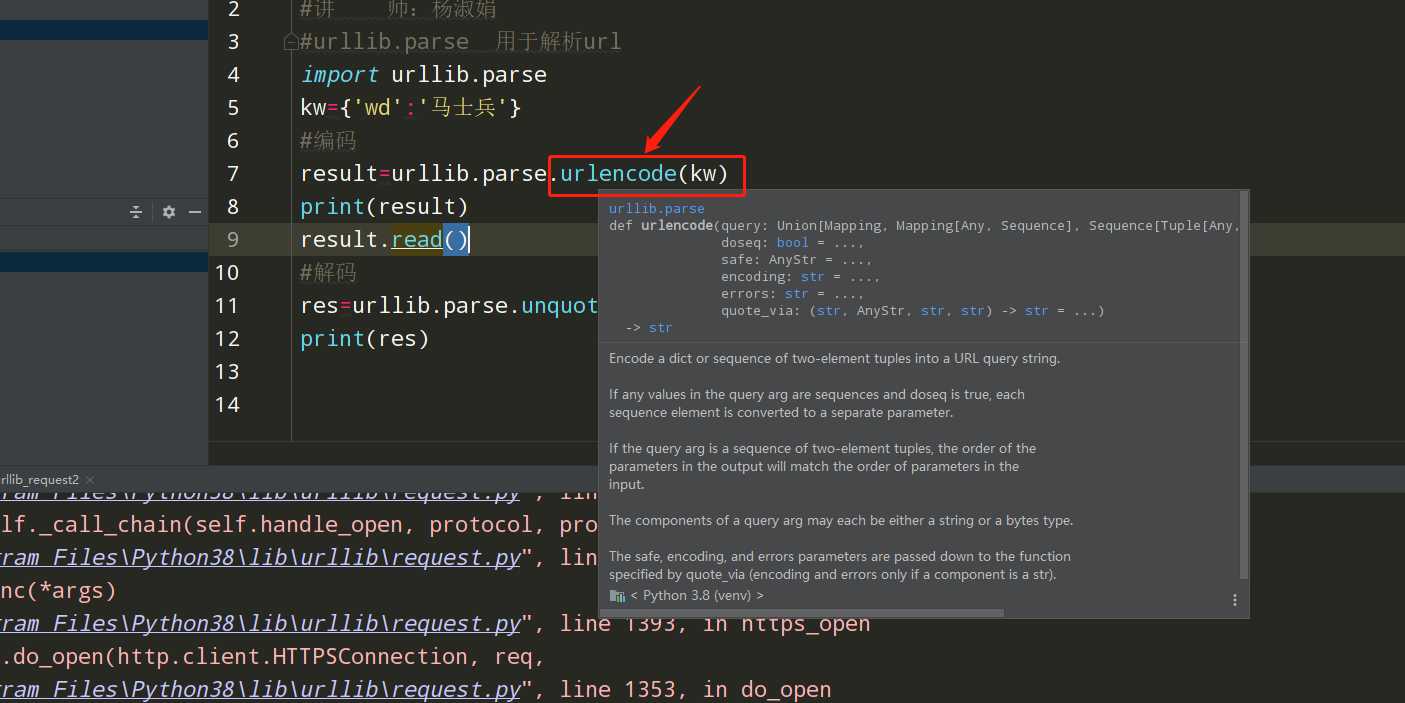 2 #讲 师：杨淑娟
3 #urllib.parse 用于解析url
4 import urllib.parse
5 kw={'wd':'马士兵'}
6 #编码
7 result=urllib.parse.urlencode(kw)
8 print(result)
9 result.read()
10 #解码
11 res=urllib.parse.unquot
12 print(res)
13
14
urllib.parse
def urlencode(query: Union[Mapping, Mapping[Any, Sequence], Sequence[Tuple[Any,
doseq: bool = ...,
safe: AnyStr = ...,
encoding: str = ...,
errors: str = ...,
quote_via: (str, AnyStr, str, str) -> str = ...)
-> str
Encode a dict or sequence of two-element tuples into a URL query string.
If any values in the query arg are sequences and doseq is true, each
sequence element is converted to a separate parameter.
If the query arg is a sequence of two-element tuples, the order of the
parameters in the output will match the order of parameters in the
input.
The components of a query arg may each be either a string or a bytes type.
The safe, encoding, and errors parameters are passed down to the function
specified by quote_via (encoding and errors only if a component is a str).
< Python 3.8 (venv) >
rllib_request2 ×
ram Files\Python38\lib\urllib\request.py", lin
lf._call_chain(self.handle_open, protocol, pro
ram Files\Python38\lib\urllib\request.py", lin
nc(*args)
ram Files\Python38\lib\urllib\request.py", line 1393, in https_open
.do_open(http.client.HTTPSConnection, req,
ram Files\Python38\lib\urllib\request.py", line 1353, in do_open